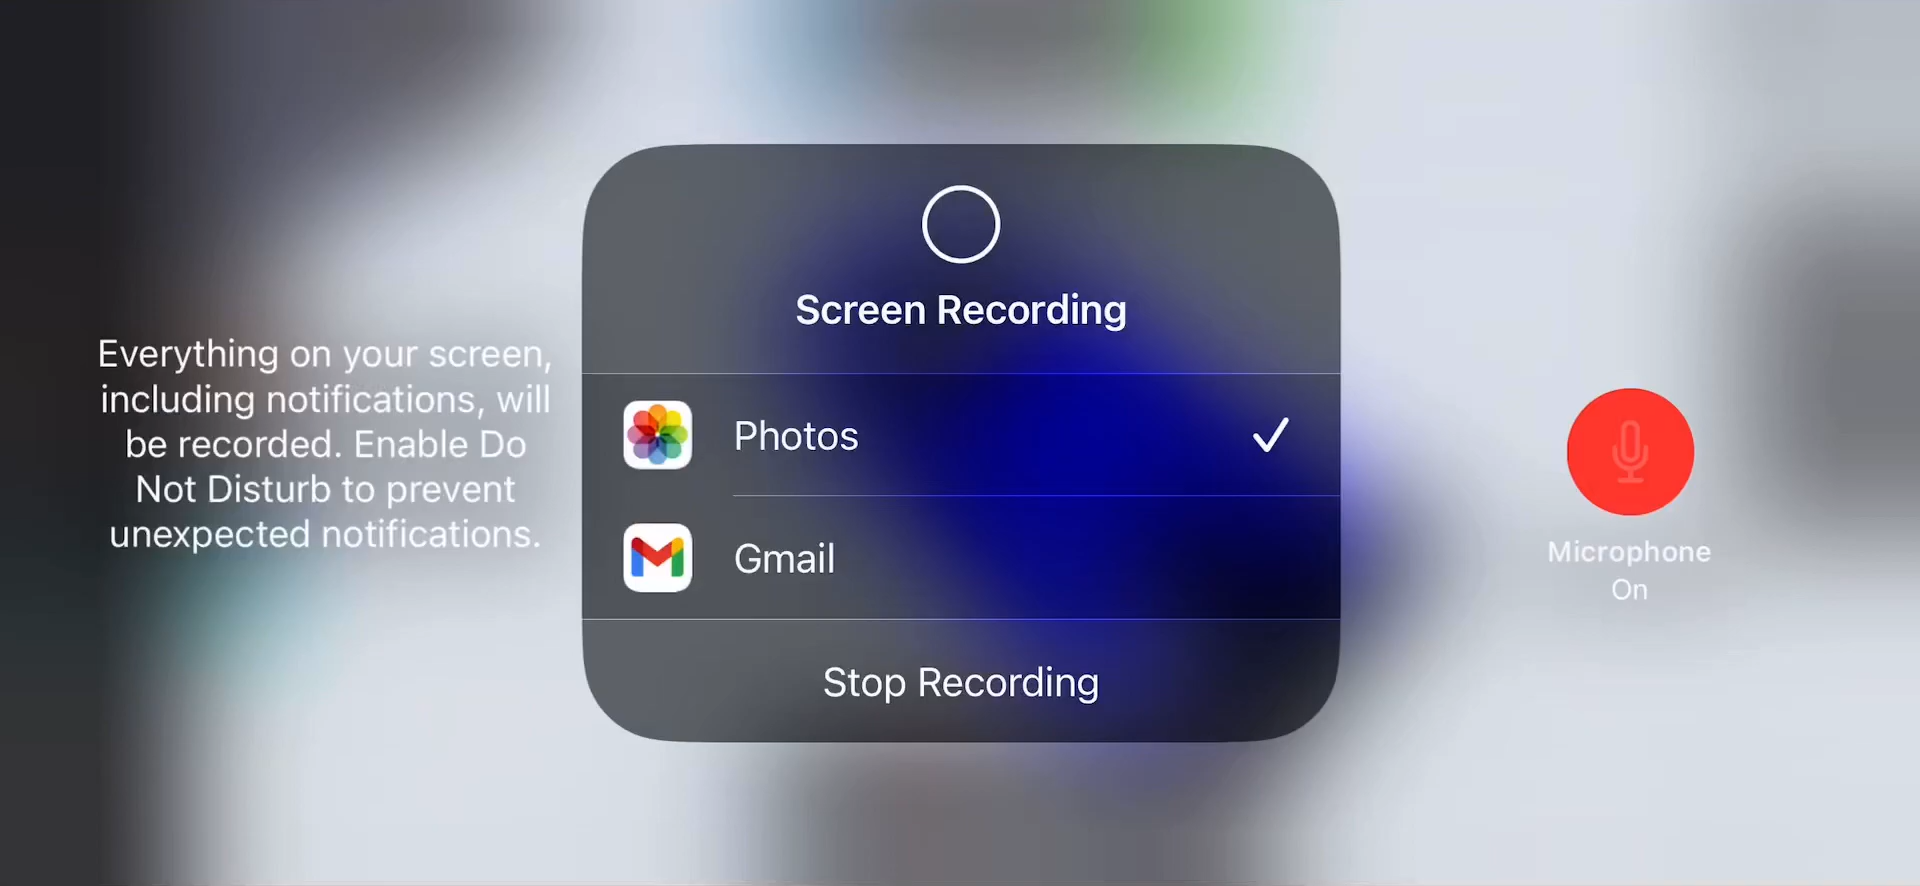 Everything on your screen,
including notifications, will
be recorded. Enable Do
Not Disturb to prevent
unexpected notifications.
Screen Recording
Photos
Gmail
Stop Recording
Microphone
On